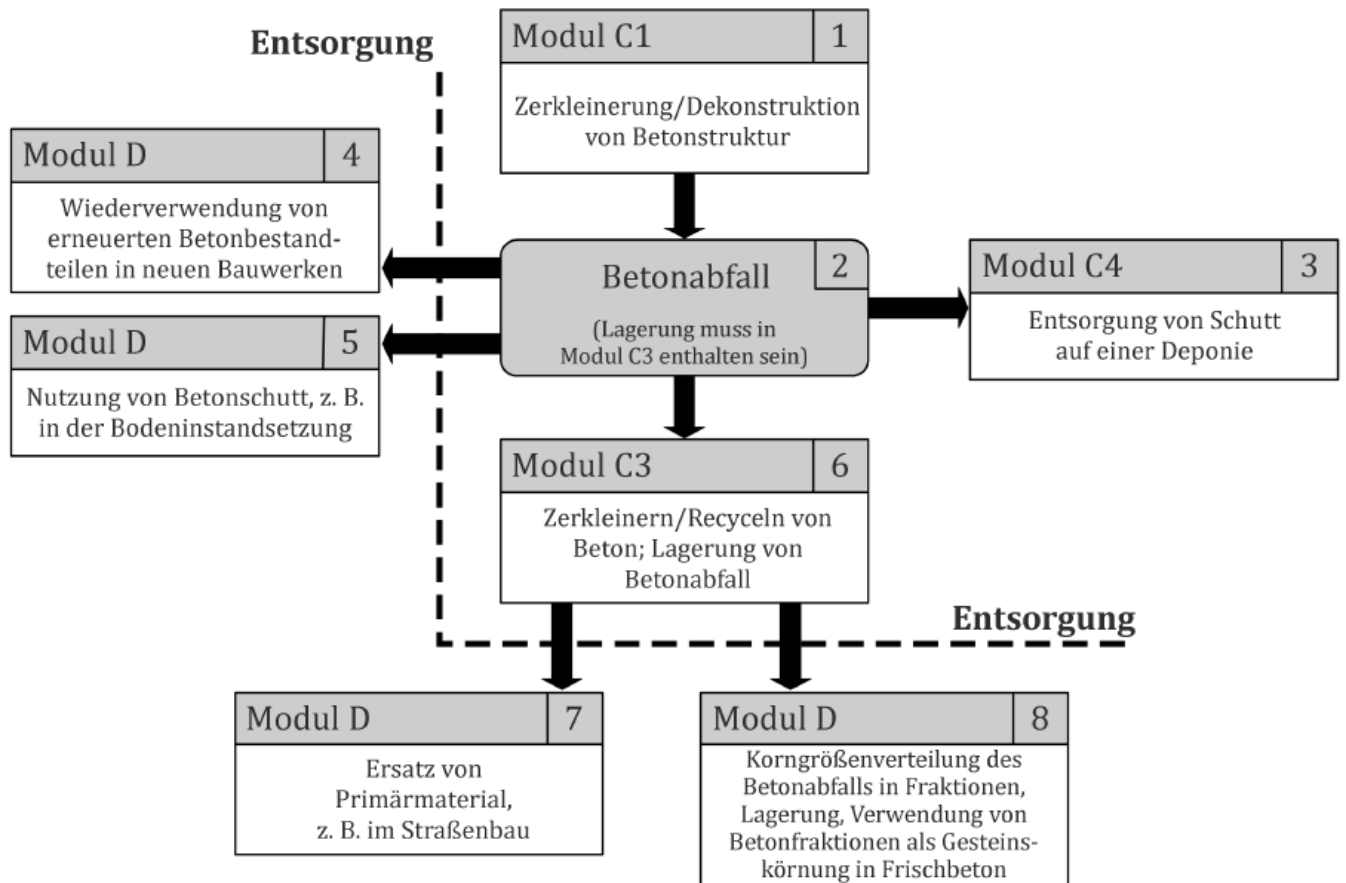 Entsorgung
Modul C1 1
Zerkleinerung/Dekonstruktion
von Betonstruktur
Modul D 4
Wiederverwendung von
erneuerten Betonbestand-
teilen in neuen Bauwerken
Betonabfall 2
(Lagerung muss in
Modul C3 enthalten sein)
Modul C4 3
Entsorgung von Schutt
auf einer Deponie
Modul D 5
Nutzung von Betonschutt, z. B.
in der Bodeninstandsetzung
Modul C3 6
Zerkleinern/Recyceln von
Beton; Lagerung von
Betonabfall
Entsorgung
Modul D 7
Ersatz von
Primärmaterial,
z. B. im Straßenbau
Modul D 8
Korngrößenverteilung des
Betonabfalls in Fraktionen,
Lagerung, Verwendung von
Betonfraktionen als Gesteins-
körnung in Frischbeton